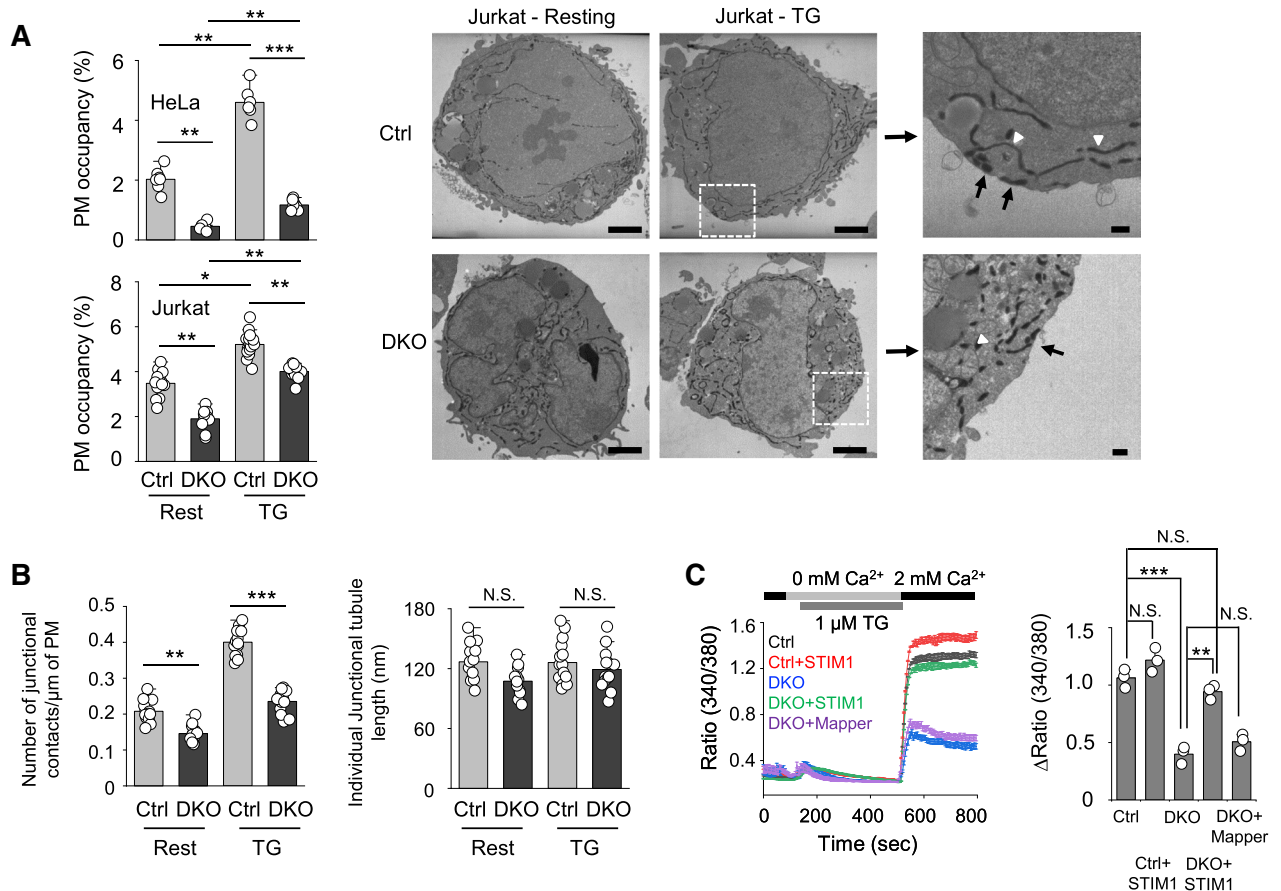 A
** **
** ***
PM occupancy (%)
6
4
2
0
HeLa
**
**
* **
PM occupancy (%)
8
6
4
2
0
Jurkat
**
Ctrl DKO Ctrl DKO
Rest TG
Jurkat - Resting Jurkat - TG
Ctrl
DKO
B
Number of junctional
contacts/μm of PM
0.5
0.4
0.3
0.2
0.1
0
** ***
Ctrl DKO Ctrl DKO
Rest TG
Individual Junctional tubule
length (nm)
180
120
60
0
N.S. N.S.
Ctrl DKO Ctrl DKO
Rest TG
C
0 mM Ca²⁺ 2 mM Ca²⁺
1 μM TG
Ratio (340/380)
1.6
1.2
0.8
0.4
Ctrl
Ctrl+STIM1
DKO
DKO+STIM1
DKO+Mapper
0 200 400 600 800
Time (sec)
N.S.
***
N.S. N.S.
**
ΔRatio (340/380)
1.5
1.0
0.5
0
Ctrl DKO DKO+
Mapper
Ctrl+ DKO+
STIM1 STIM1